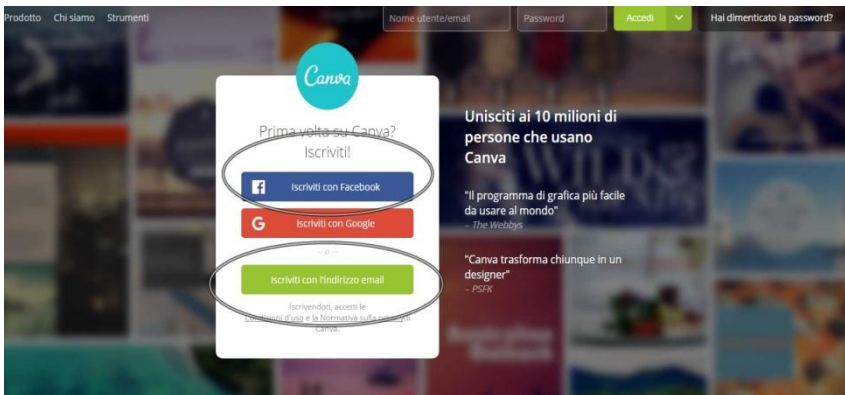 Prodotto Chi siamo Strumenti
Nome utente/email
Password
Accedi
Hai dimenticato la password?
Canva
Prima volta su Canva?
Iscriviti!
Iscriviti con Facebook
G Iscriviti con Google
– o –
Iscriviti con l'indirizzo email
Iscrivendoti, accetti le
Condizioni d'uso e la Normativa sulla privacy di
Canva.
Unisciti ai 10 milioni di
persone che usano
Canva
"Il programma di grafica più facile
da usare al mondo"
– The Webbys
"Canva trasforma chiunque in un
designer"
– PSFK
WILD &